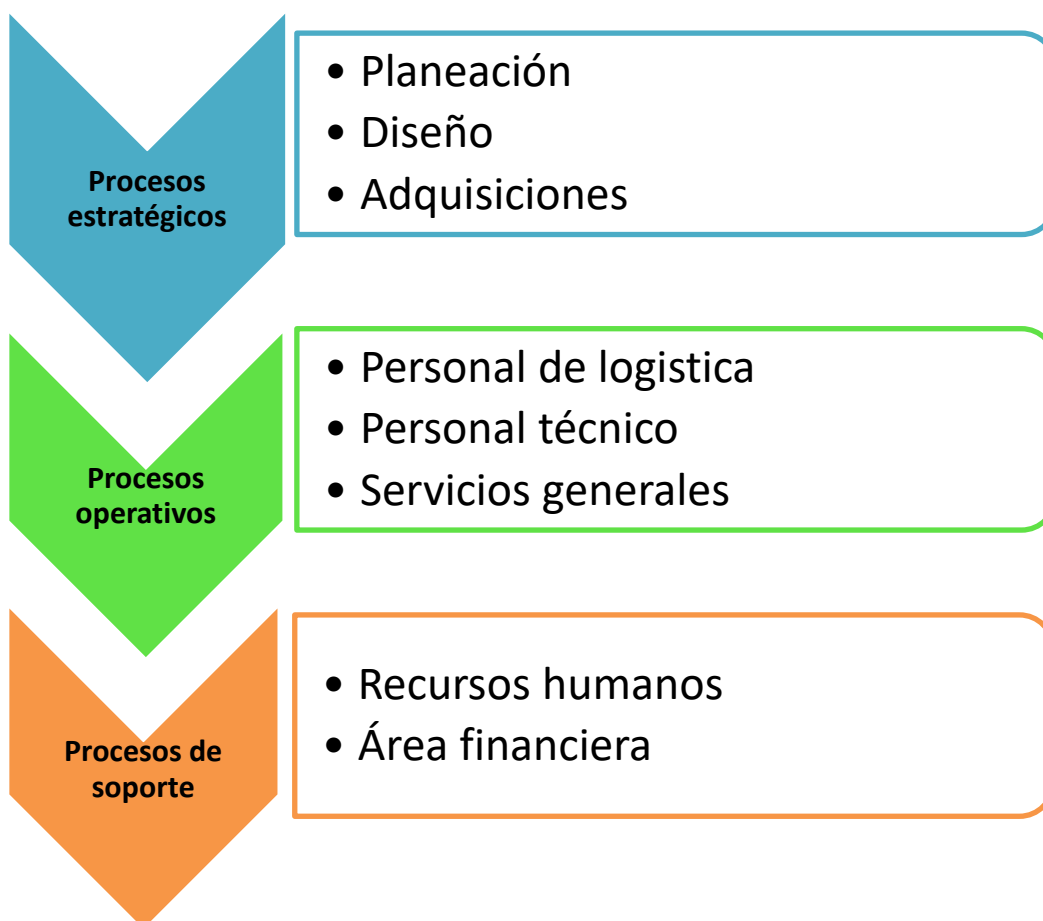 Procesos
estratégicos
• Planeación
• Diseño
• Adquisiciones
Procesos
operativos
• Personal de logistica
• Personal técnico
• Servicios generales
Procesos de
soporte
• Recursos humanos
• Área financiera